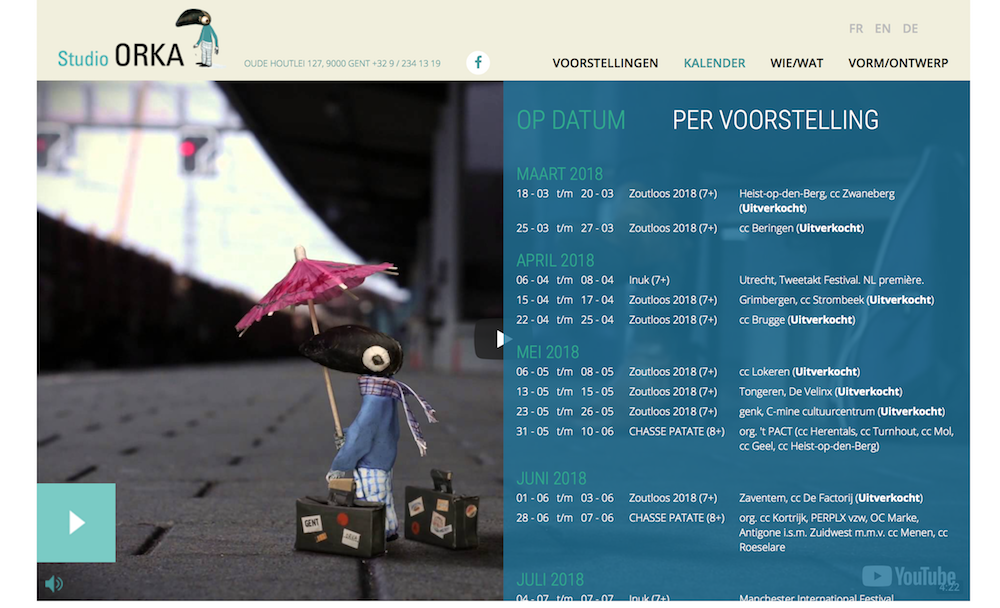 Studio ORKA
OUDE HOUTLEI 127, 9000 GENT +32 9 / 234 13 19
FR EN DE
VOORSTELLINGEN KALENDER WIE/WAT VORM/ONTWERP
OP DATUM PER VOORSTELLING
MAART 2018
18 - 03 t/m 20 - 03 Zoutloos 2018 (7+) Heist-op-den-Berg, cc Zwaneberg
(Uitverkocht)
25 - 03 t/m 27 - 03 Zoutloos 2018 (7+) cc Beringen (Uitverkocht)
APRIL 2018
06 - 04 t/m 08 - 04 Inuk (7+) Utrecht, Tweetakt Festival. NL première.
15 - 04 t/m 17 - 04 Zoutloos 2018 (7+) Grimbergen, cc Strombeek (Uitverkocht)
22 - 04 t/m 25 - 04 Zoutloos 2018 (7+) cc Brugge (Uitverkocht)
MEI 2018
06 - 05 t/m 08 - 05 Zoutloos 2018 (7+) cc Lokeren (Uitverkocht)
13 - 05 t/m 15 - 05 Zoutloos 2018 (7+) Tongeren, De Velinx (Uitverkocht)
23 - 05 t/m 26 - 05 Zoutloos 2018 (7+) genk, C-mine cultuurcentrum (Uitverkocht)
31 - 05 t/m 10 - 06 CHASSE PATATE (8+) org. 't PACT (cc Herentals, cc Turnhout, cc Mol,
cc Geel, cc Heist-op-den-Berg)
JUNI 2018
01 - 06 t/m 03 - 06 Zoutloos 2018 (7+) Zaventem, cc De Factorij (Uitverkocht)
28 - 06 t/m 07 - 06 CHASSE PATATE (8+) org. cc Kortrijk, PERPLX vzw, OC Marke,
Antigone i.s.m. Zuidwest m.m.v. cc Menen, cc
Roeselare
JULI 2018
04 - 07 t/m 07 - 07 Inuk (7+) Manchester International Festival
GENT
YouTube
4:22